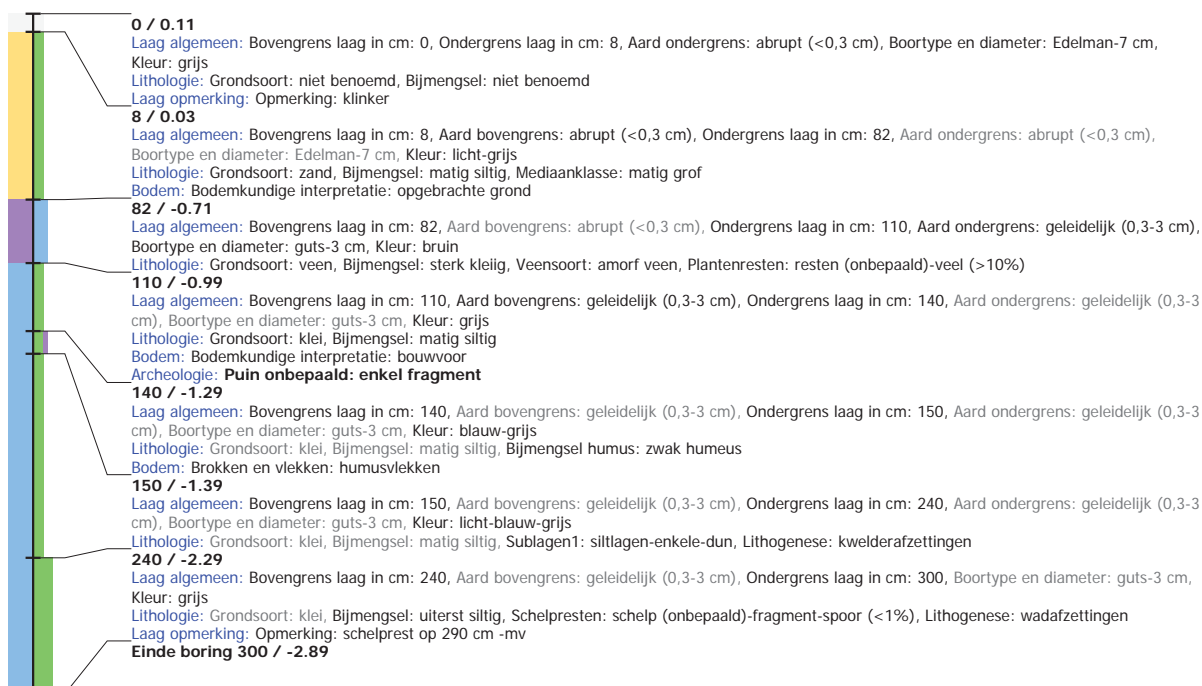 0 / 0.11
Laag algemeen: Bovengrens laag in cm: 0, Ondergrens laag in cm: 8, Aard ondergrens: abrupt (<0,3 cm), Boortype en diameter: Edelman-7 cm,
Kleur: grijs
Lithologie: Grondsoort: niet benoemd, Bijmengsel: niet benoemd
Laag opmerking: Opmerking: klinker
8 / 0.03
Laag algemeen: Bovengrens laag in cm: 8, Aard bovengrens: abrupt (<0,3 cm), Ondergrens laag in cm: 82, Aard ondergrens: abrupt (<0,3 cm),
Boortype en diameter: Edelman-7 cm, Kleur: licht-grijs
Lithologie: Grondsoort: zand, Bijmengsel: matig siltig, Mediaanklasse: matig grof
Bodem: Bodemkundige interpretatie: opgebrachte grond
82 / -0.71
Laag algemeen: Bovengrens laag in cm: 82, Aard bovengrens: abrupt (<0,3 cm), Ondergrens laag in cm: 110, Aard ondergrens: geleidelijk (0,3-3 cm),
Boortype en diameter: guts-3 cm, Kleur: bruin
Lithologie: Grondsoort: veen, Bijmengsel: sterk kleiig, Veensoort: amorf veen, Plantenresten: resten (onbepaald)-veel (>10%)
110 / -0.99
Laag algemeen: Bovengrens laag in cm: 110, Aard bovengrens: geleidelijk (0,3-3 cm), Ondergrens laag in cm: 140, Aard ondergrens: geleidelijk (0,3-3
cm), Boortype en diameter: guts-3 cm, Kleur: grijs
Lithologie: Grondsoort: klei, Bijmengsel: matig siltig
Bodem: Bodemkundige interpretatie: bouwvoor
Archeologie: Puin onbepaald: enkel fragment
140 / -1.29
Laag algemeen: Bovengrens laag in cm: 140, Aard bovengrens: geleidelijk (0,3-3 cm), Ondergrens laag in cm: 150, Aard ondergrens: geleidelijk (0,3-3
cm), Boortype en diameter: guts-3 cm, Kleur: blauw-grijs
Lithologie: Grondsoort: klei, Bijmengsel: matig siltig, Bijmengsel humus: zwak humeus
Bodem: Brokken en vlekken: humusvlekken
150 / -1.39
Laag algemeen: Bovengrens laag in cm: 150, Aard bovengrens: geleidelijk (0,3-3 cm), Ondergrens laag in cm: 240, Aard ondergrens: geleidelijk (0,3-3
cm), Boortype en diameter: guts-3 cm, Kleur: licht-blauw-grijs
Lithologie: Grondsoort: klei, Bijmengsel: matig siltig, Sublagen1: siltlagen-enkele-dun, Lithogenese: kwelderafzettingen
240 / -2.29
Laag algemeen: Bovengrens laag in cm: 240, Aard bovengrens: geleidelijk (0,3-3 cm), Ondergrens laag in cm: 300, Boortype en diameter: guts-3 cm,
Kleur: grijs
Lithologie: Grondsoort: klei, Bijmengsel: uiterst siltig, Schelpresten: schelp (onbepaald)-fragment-spoor (<1%), Lithogenese: wadafzettingen
Laag opmerking: Opmerking: schelprest op 290 cm -mv
Einde boring 300 / -2.89